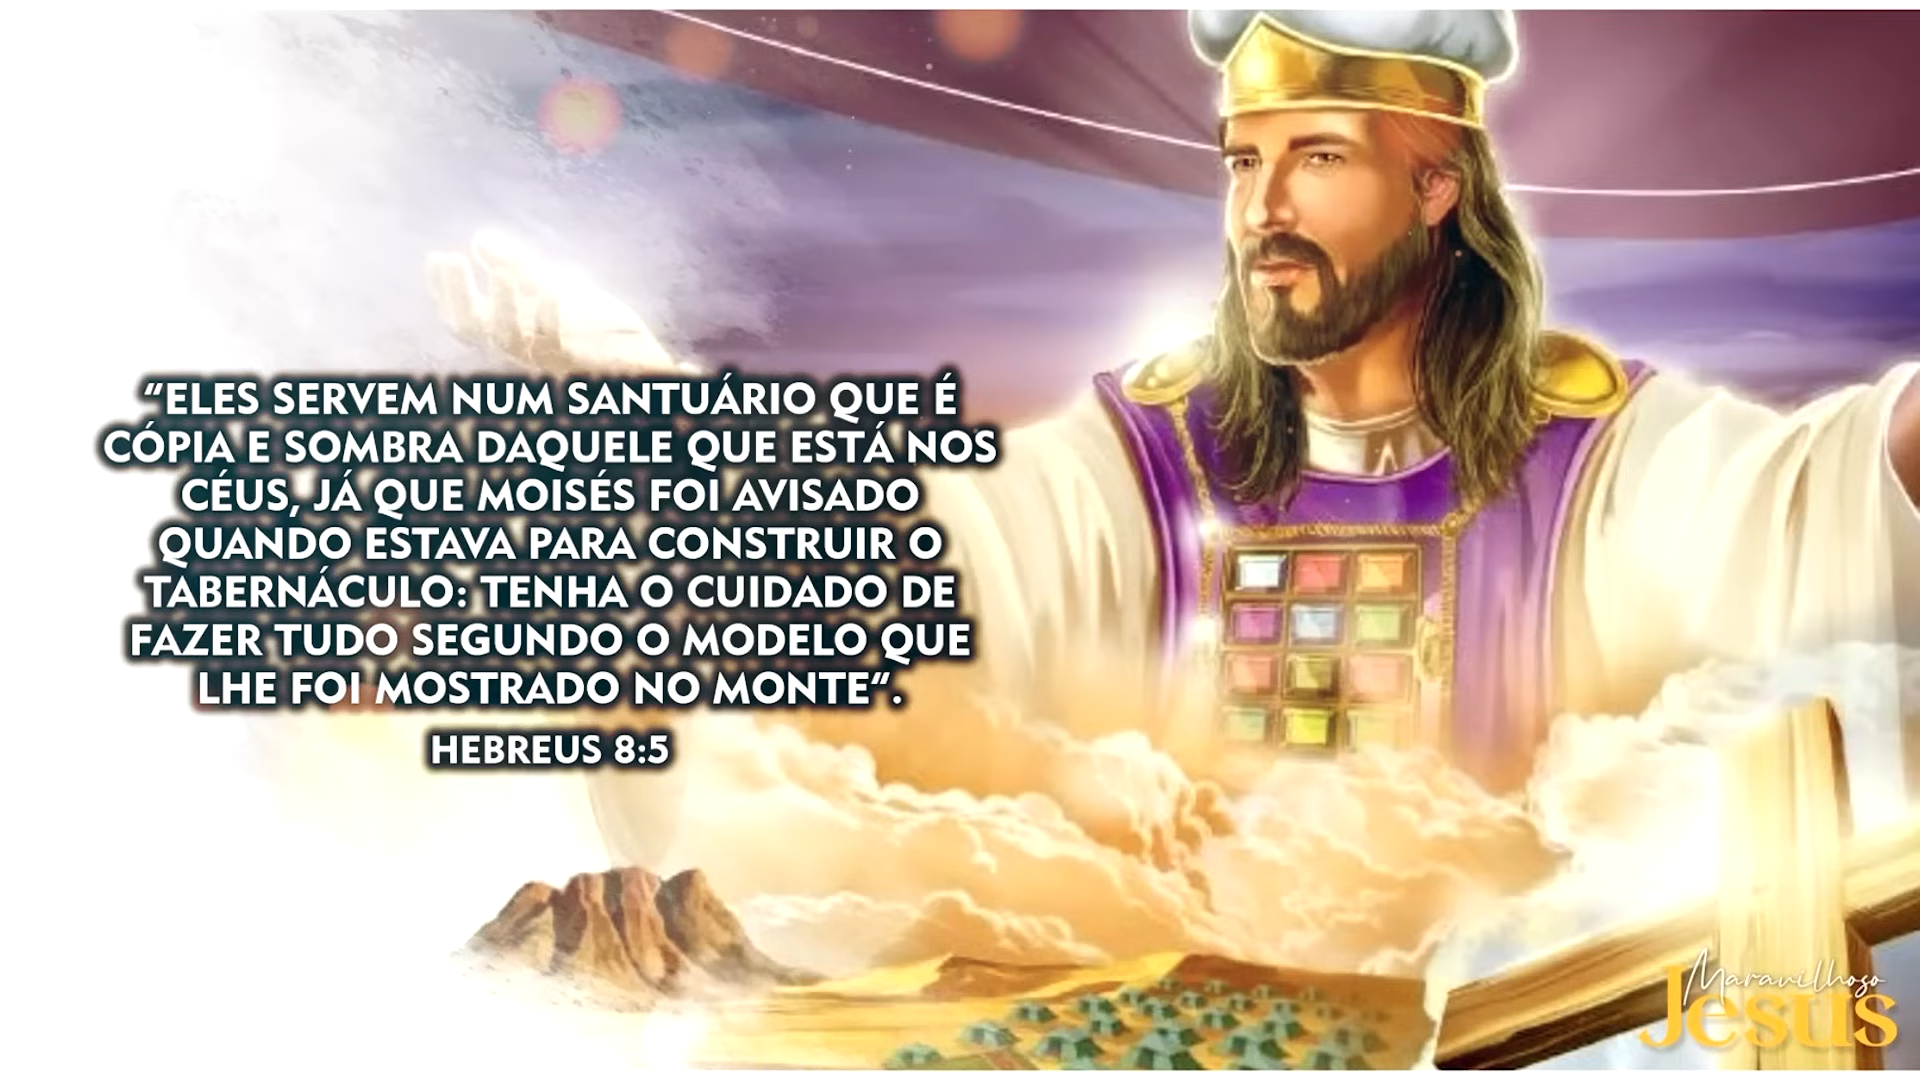 “ELES SERVEM NUM SANTUÁRIO QUE É
CÓPIA E SOMBRA DAQUELE QUE ESTÁ NOS
CÉUS, JÁ QUE MOISÉS FOI AVISADO
QUANDO ESTAVA PARA CONSTRUIR O
TABERNÁCULO: TENHA O CUIDADO DE
FAZER TUDO SEGUNDO O MODELO QUE
LHE FOI MOSTRADO NO MONTE“.
HEBREUS 8:5
Maravilhoso
Jesus